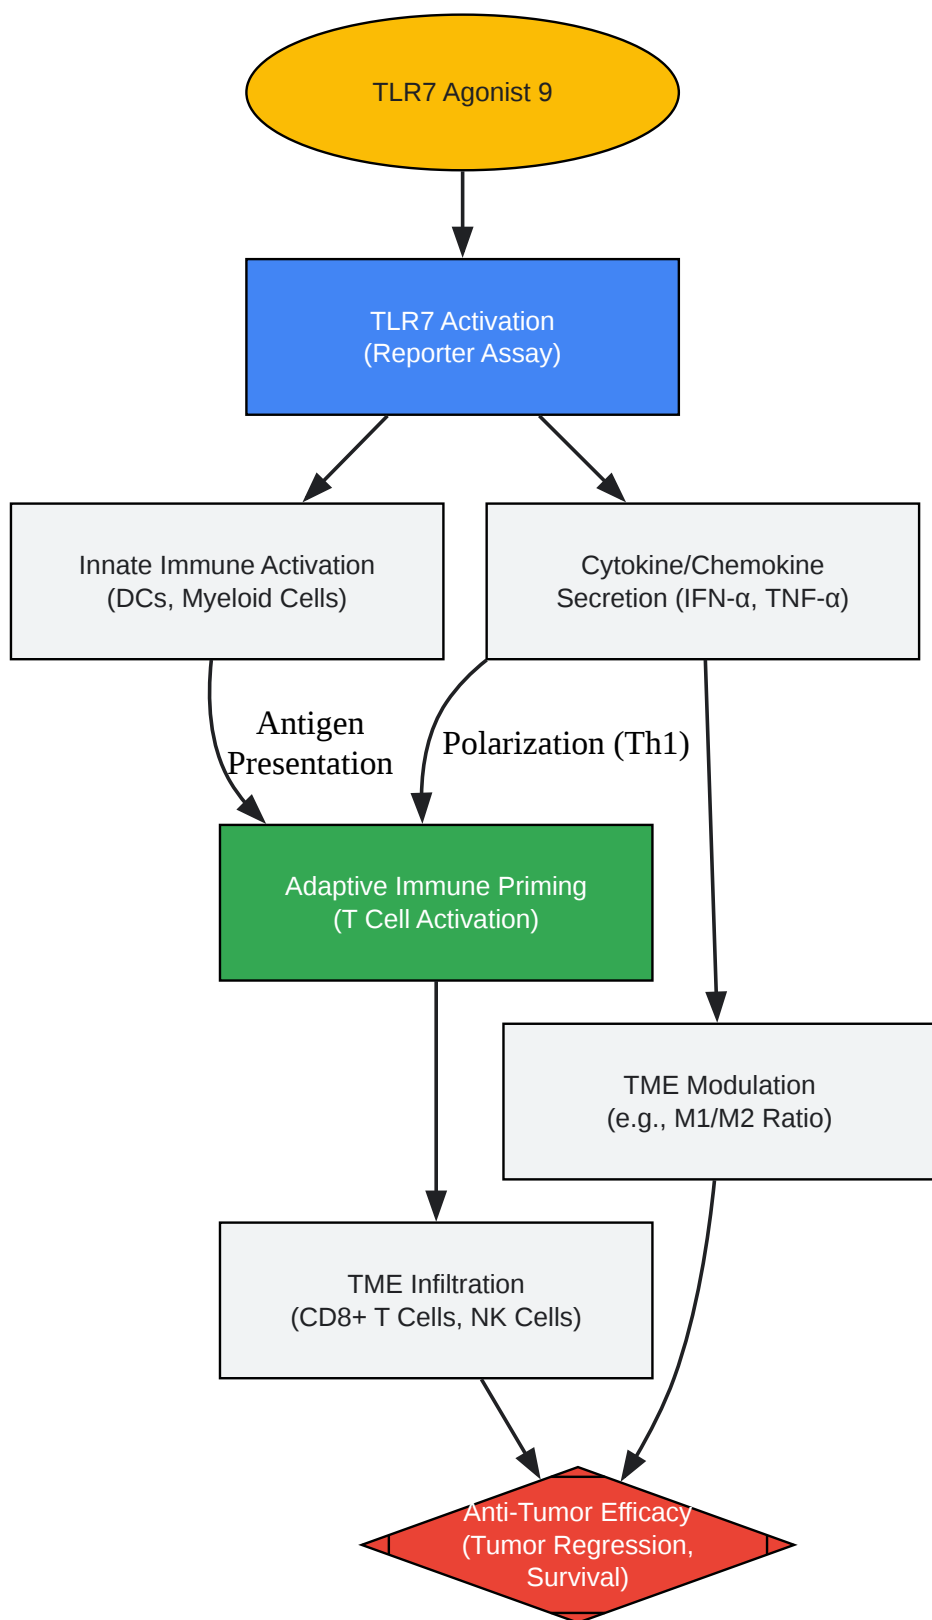 TLR7 Agonist 9
TLR7 Activation
(Reporter Assay)
Innate Immune Activation
(DCs, Myeloid Cells)
Cytokine/Chemokine
Secretion (IFN-α, TNF-α)
Antigen
Presentation
Polarization (Th1)
Adaptive Immune Priming
(T Cell Activation)
TME Modulation
(e.g., M1/M2 Ratio)
TME Infiltration
(CD8+ T Cells, NK Cells)
Anti-Tumor Efficacy
(Tumor Regression,
Survival)